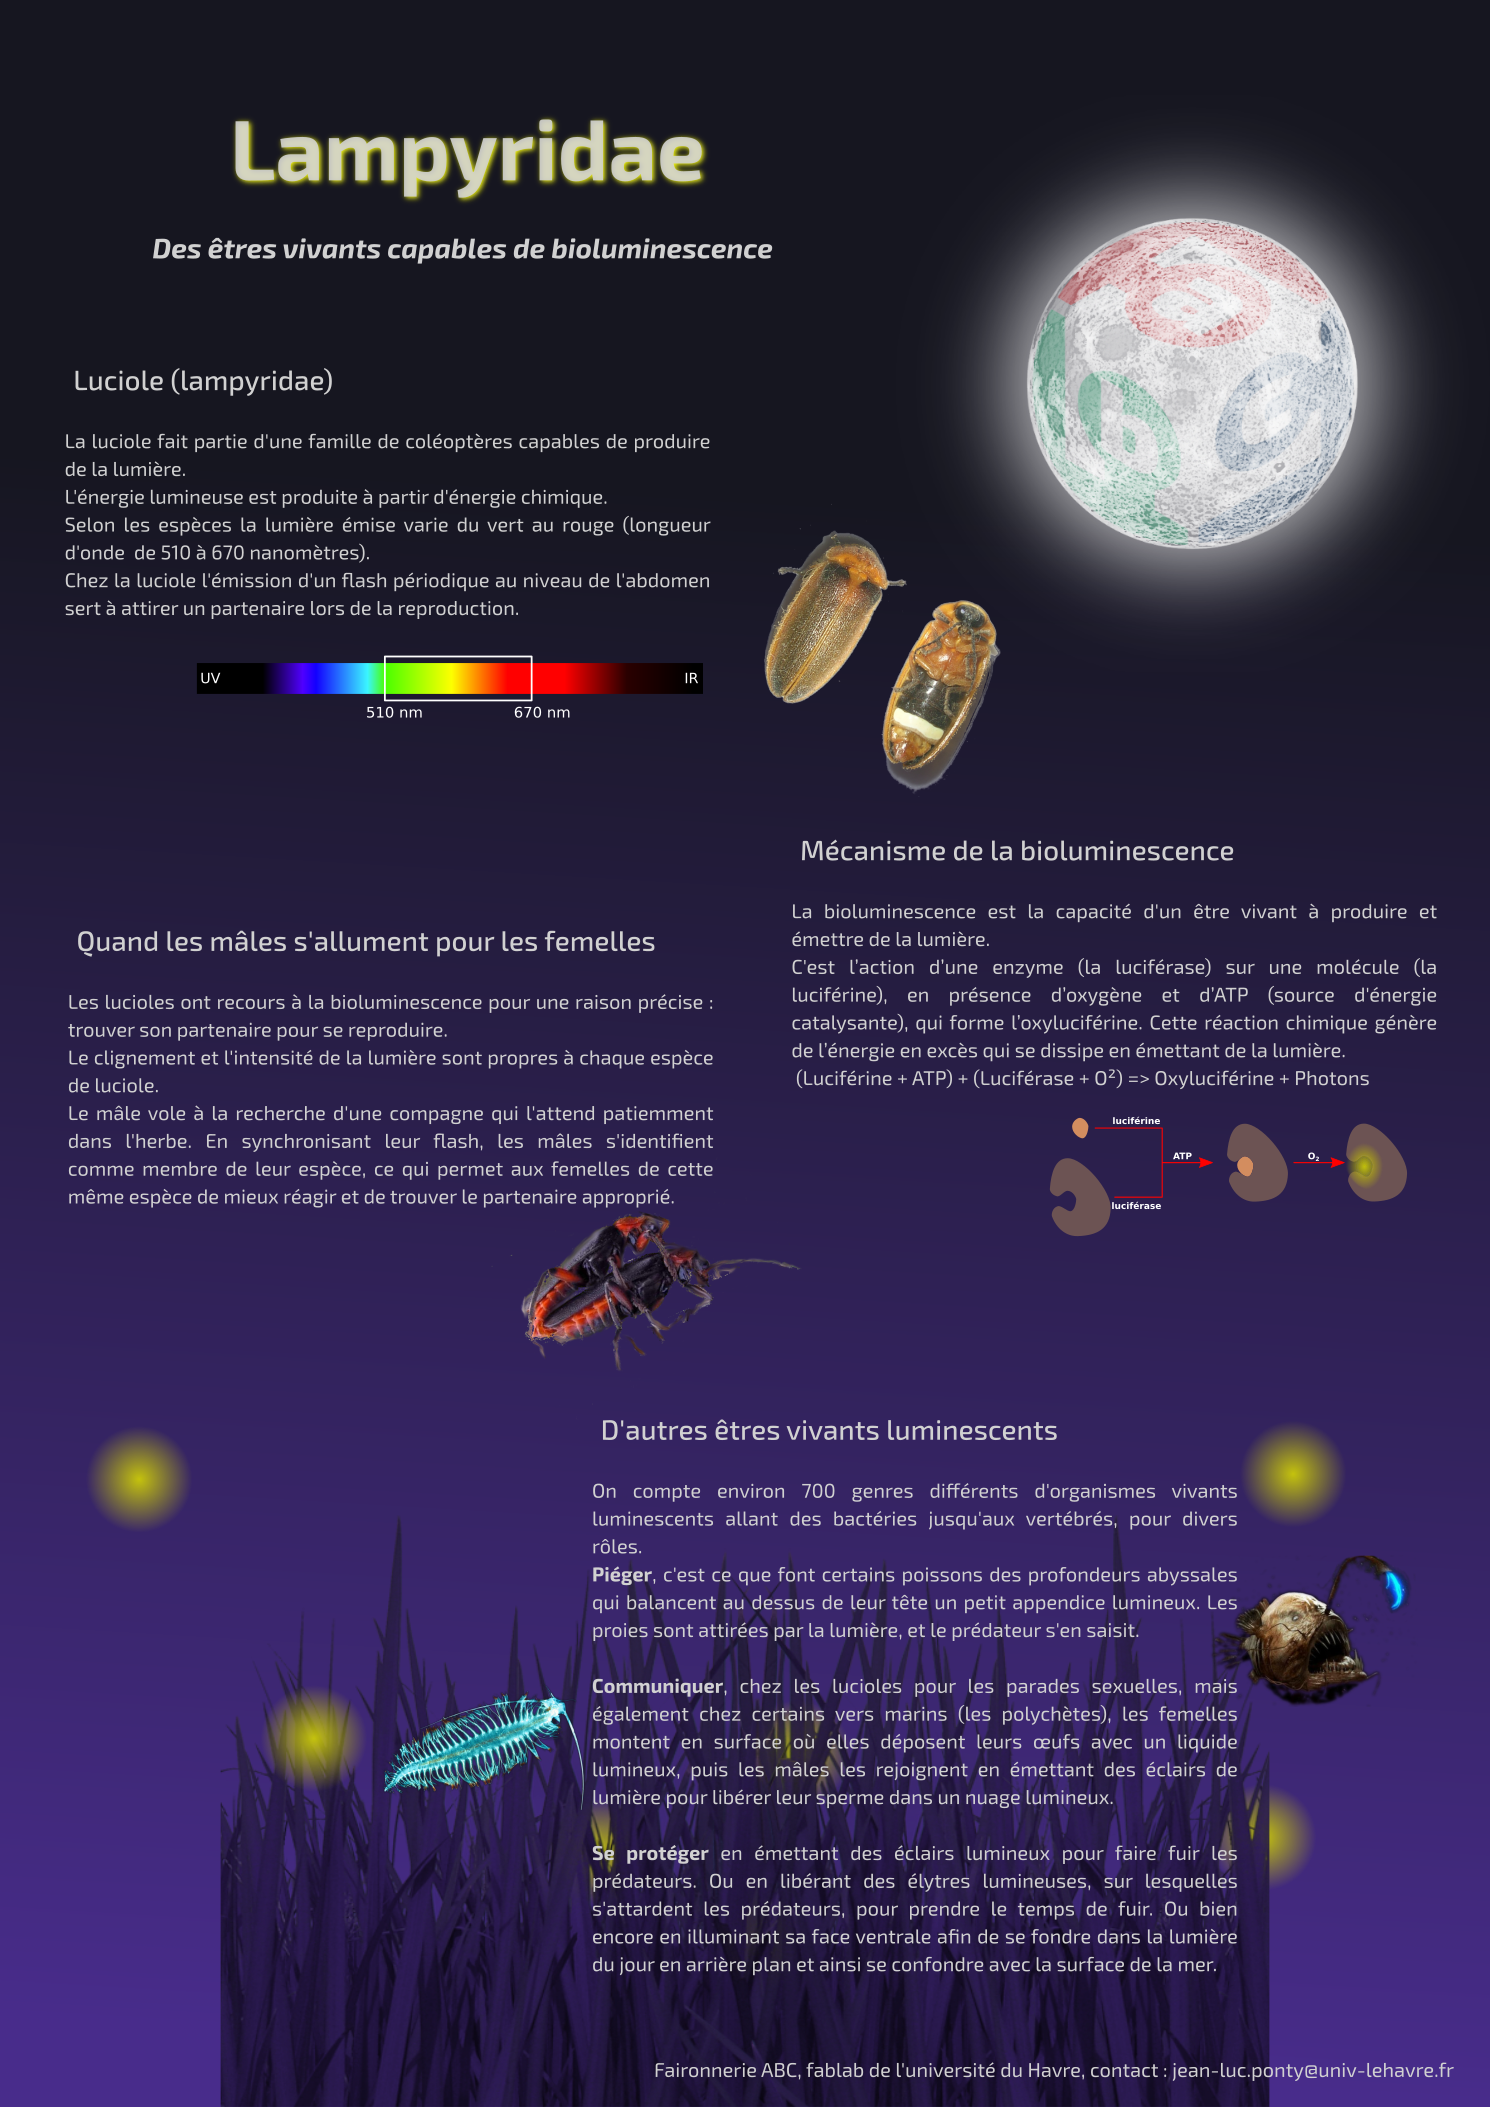 Lampyridae
Des êtres vivants capables de bioluminescence
Luciole (lampyridae)
La luciole fait partie d'une famille de coléoptères capables de produire
de la lumière.
L'énergie lumineuse est produite à partir d'énergie chimique.
Selon les espèces la lumière émise varie du vert au rouge (longueur
d'onde de 510 à 670 nanomètres).
Chez la luciole l'émission d'un flash périodique au niveau de l'abdomen
sert à attirer un partenaire lors de la reproduction.
UV IR
510 nm 670 nm
a
b c
Quand les mâles s'allument pour les femelles
Les lucioles ont recours à la bioluminescence pour une raison précise :
trouver son partenaire pour se reproduire.
Le clignement et l'intensité de la lumière sont propres à chaque espèce
de luciole.
Le mâle vole à la recherche d'une compagne qui l'attend patiemment
dans l'herbe. En synchronisant leur flash, les mâles s'identifient
comme membre de leur espèce, ce qui permet aux femelles de cette
même espèce de mieux réagir et de trouver le partenaire approprié.
Mécanisme de la bioluminescence
La bioluminescence est la capacité d'un être vivant à produire et
émettre de la lumière.
C'est l’action d’une enzyme (la luciférase) sur une molécule (la
luciférine), en présence d’oxygène et d’ATP (source d'énergie
catalysante), qui forme l’oxyluciférine. Cette réaction chimique génère
de l’énergie en excès qui se dissipe en émettant de la lumière.
(Luciférine + ATP) + (Luciférase + O²) => Oxyluciférine + Photons
luciférine
ATP O₂
luciférase
D'autres êtres vivants luminescents
On compte environ 700 genres différents d'organismes vivants
luminescents allant des bactéries jusqu'aux vertébrés, pour divers
rôles.
Piéger, c'est ce que font certains poissons des profondeurs abyssales
qui balancent au dessus de leur tête un petit appendice lumineux. Les
proies sont attirées par la lumière, et le prédateur s'en saisit.
Communiquer, chez les lucioles pour les parades sexuelles, mais
également chez certains vers marins (les polychètes), les femelles
montent en surface où elles déposent leurs œufs avec un liquide
lumineux, puis les mâles les rejoignent en émettant des éclairs de
lumière pour libérer leur sperme dans un nuage lumineux.
Se protéger en émettant des éclairs lumineux pour faire fuir les
prédateurs. Ou en libérant des élytres lumineuses, sur lesquelles
s'attardent les prédateurs, pour prendre le temps de fuir. Ou bien
encore en illuminant sa face ventrale afin de se fondre dans la lumière
du jour en arrière plan et ainsi se confondre avec la surface de la mer.
Faironnerie ABC, fablab de l'université du Havre, contact : jean-luc.ponty@univ-lehavre.fr